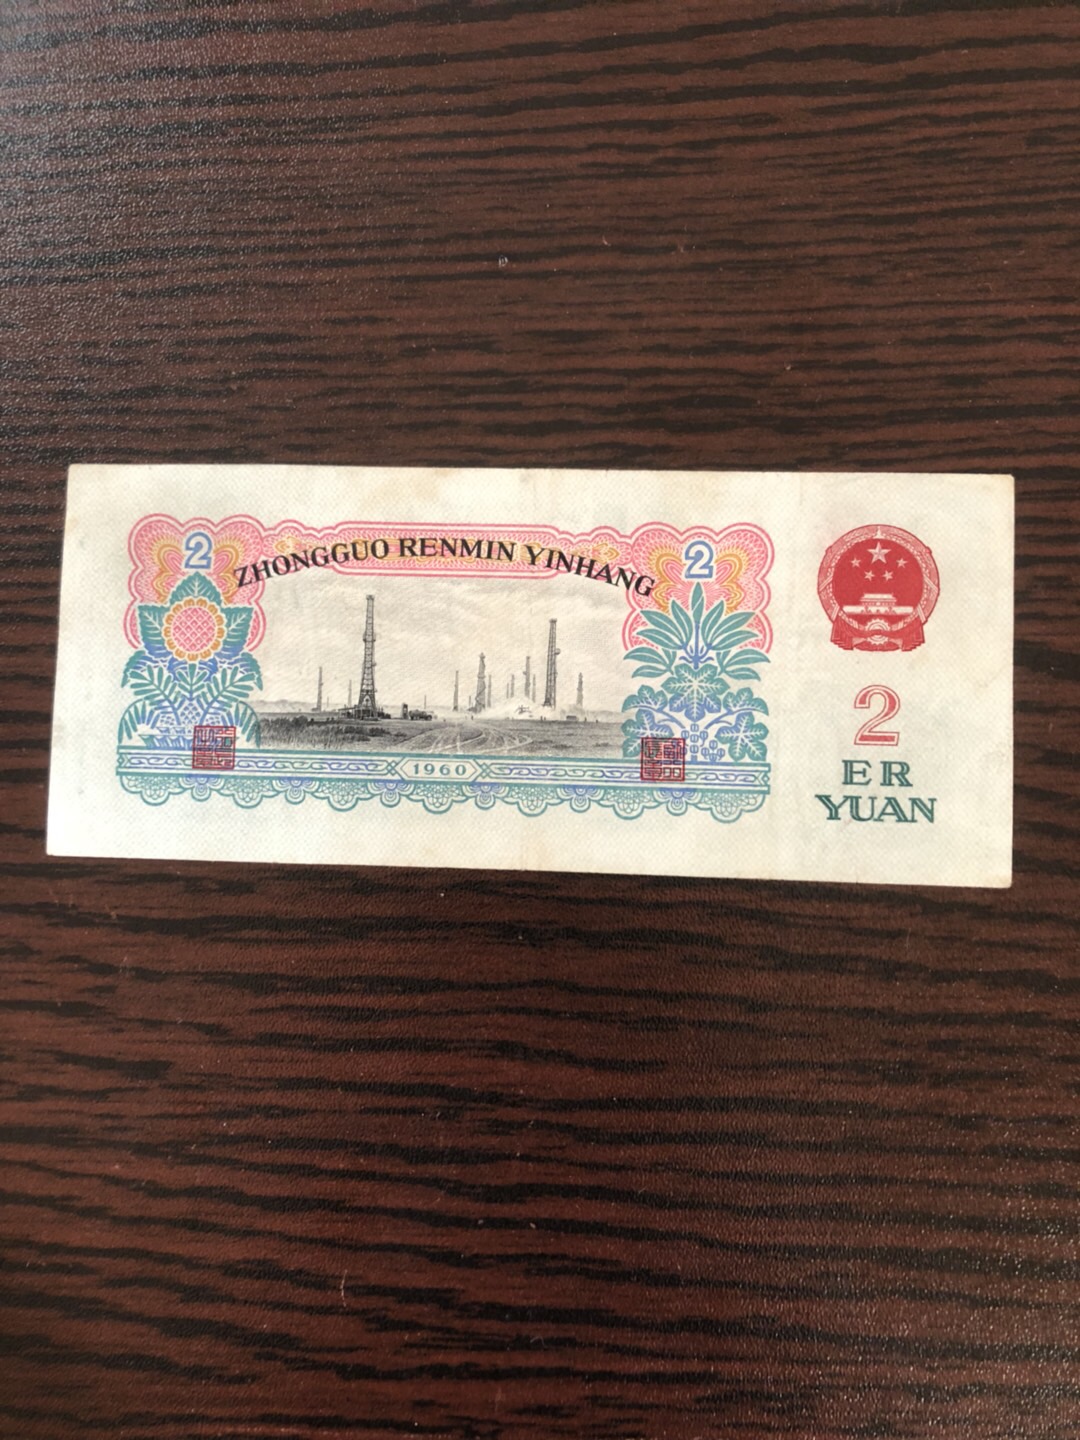 2
ZHONGGUO RENMIN YINHANG
2
1960
2
ER
YUAN